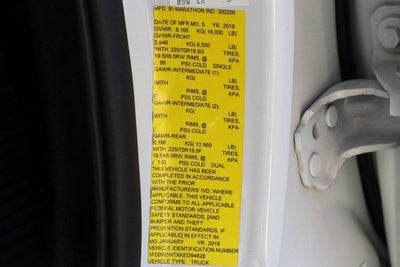 MFD. BY: MARATHON IND. 300209
DATE OF MFR.MO. 5 YR. 2019
GVWR: 8,165 KG( 18,000 LB)
GAWR-FRONT:
2,948 KG( 6,500 LB)
WITH 225/70R19.5G TIRES,
19.5X6.0RW RIMS, @ KPA
( 95 PSI) COLD SINGLE
GAWR-INTERMEDIATE (1): KG( LB)
WITH TIRES,
RIMS, @ KPA
( PSI) COLD
GAWR-INTERMEDIATE (2): KG( LB)
WITH TIRES,
RIMS, @ KPA
( PSI) COLD
GAWR-REAR:
6,196 KG( 13 660 LB)
WITH 225/70R19.5F TIRES,
19.5X6.0RW RIMS, @ KPA
( 100 PSI) COLD DUAL
THIS VEHICLE HAS BEEN
COMPLETED IN ACCORDANCE
WITH THE PRIOR
MANUFACTURERS' IVD, WHERE
APPLICABLE. THIS VEHICLE
CONFORMS TO ALL APPLICABLE
FEDERAL MOTOR VEHICLE
SAFETY STANDARDS, [AND
BUMPER AND THEFT
PREVENTION STANDARDS, IF
APPLICABLE] IN EFFECT IN
MO JANUARY YR. 2019
VEHICLE IDENTIFICATION NUMBER
VEHICLE TYPE: TRUCK